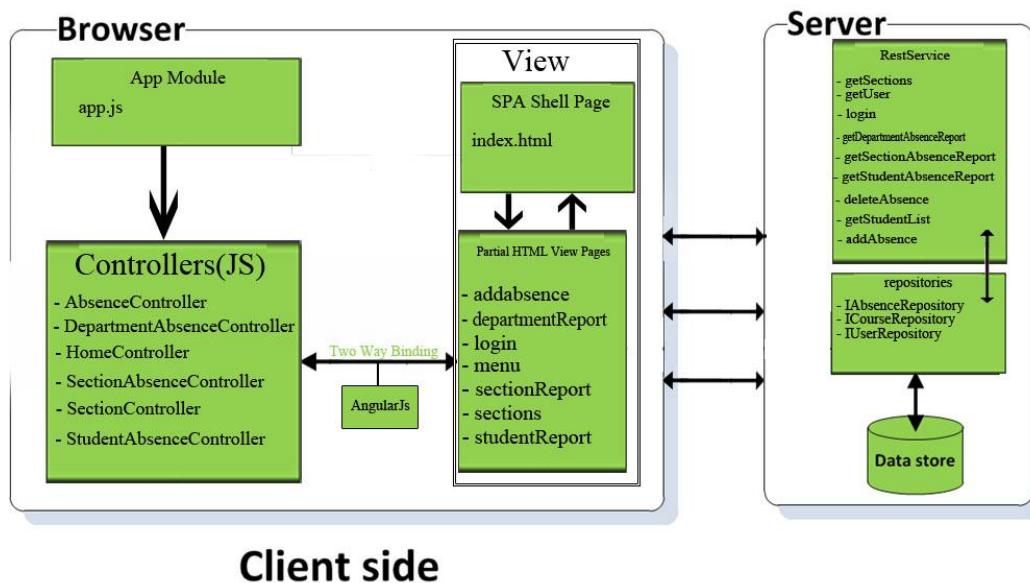 Browser
App Module
app.js
Controllers(JS)
- AbsenceController
- DepartmentAbsenceController
- HomeController
- SectionAbsenceController
- SectionController
- StudentAbsenceController
Two Way Binding
AngularJs
View
SPA Shell Page
index.html
Partial HTML View Pages
- addabsence
- departmentReport
- login
- menu
- sectionReport
- sections
- studentReport
Client side
Server
RestService
- getSections
- getUser
- login
- getDepartmentAbsenceReport
- getSectionAbsenceReport
- getStudentAbsenceReport
- deleteAbsence
- getStudentList
- addAbsence
repositories
- IAbsenceRepository
- ICourseRepository
- IUserRepository
Data store